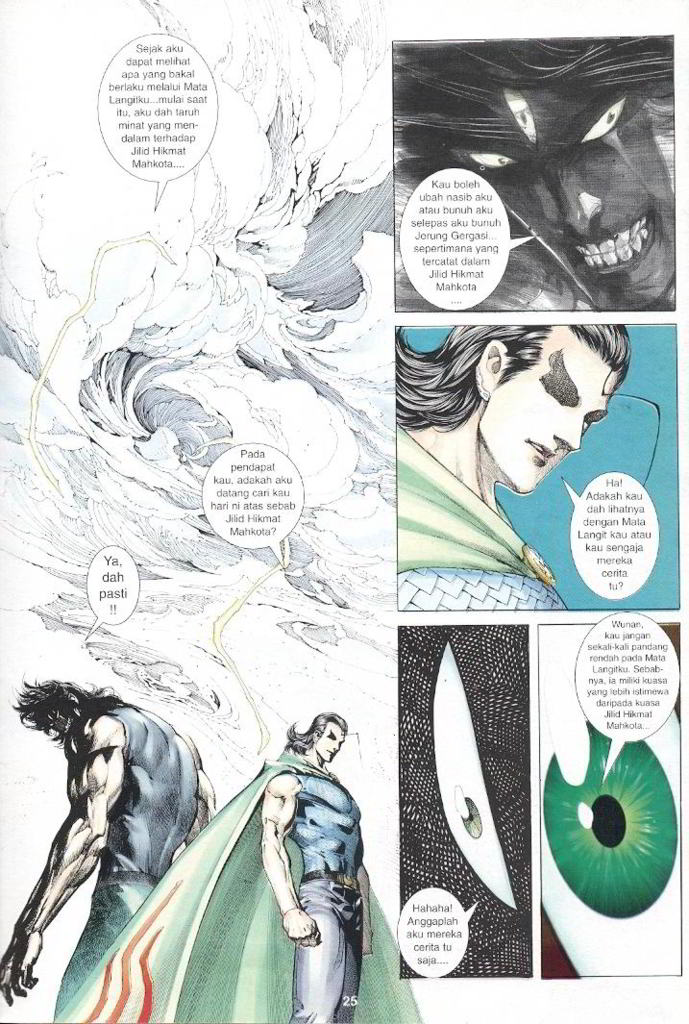 Sejak aku
dapat melihat
apa yang bakal
berlaku melalui Mata
Langitku...mulai saat
itu, aku dah taruh
minat yang men-
dalam terhadap
Jilid Hikmat
Mahkota....
Kau boleh
ubah nasib aku
atau bunuh aku
selepas aku bunuh
Jerung Gergasi...
sepertimana yang
tercatat dalam
Jilid Hikmat
Mahkota
....
Ha!
Adakah kau
dah lihatnya
dengan Mata
Langit kau atau
kau sengaja
mereka
cerita
tu?
Pada
pendapat
kau, adakah aku
datang cari kau
hari ni atas sebab
Jilid Hikmat
Mahkota?
Ya,
dah
pasti
!!
Wunan,
kau jangan
sekali-kali pandang
rendah pada Mata
Langitku. Sebab-
nya, ia miliki kuasa
yang lebih istimewa
daripada kuasa
Jilid Hikmat
Mahkota...
Hahaha!
Anggaplah
aku mereka
cerita tu
saja....
25